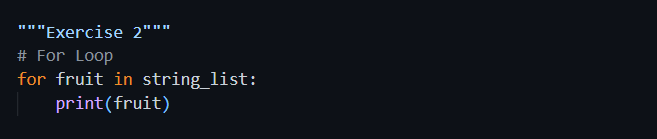 """Exercise 2"""
# For Loop
for fruit in string_list:
    print(fruit)